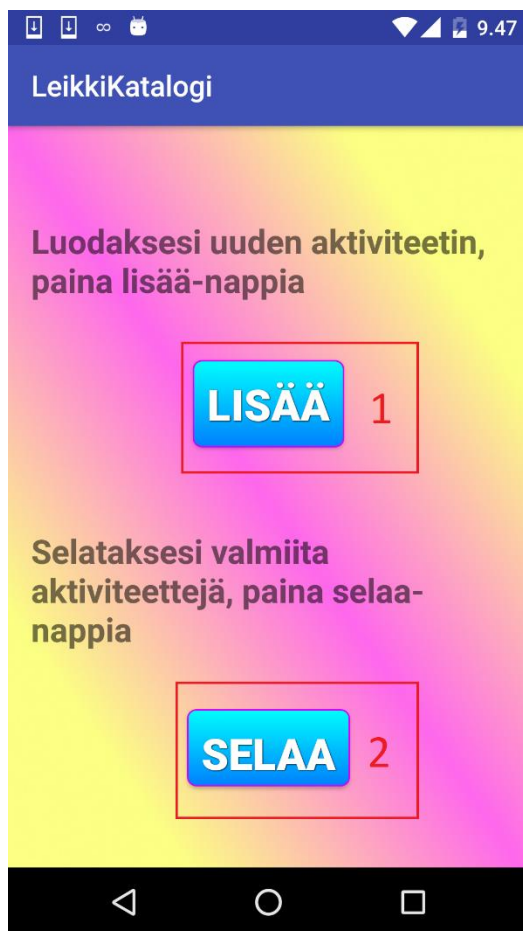 9.47
LeikkiKatalogi
Luodaksesi uuden aktiviteetin,
paina lisää-nappia
LISÄÄ 1
Selataksesi valmiita
aktiviteettejä, paina selaa-
nappia
SELAA 2